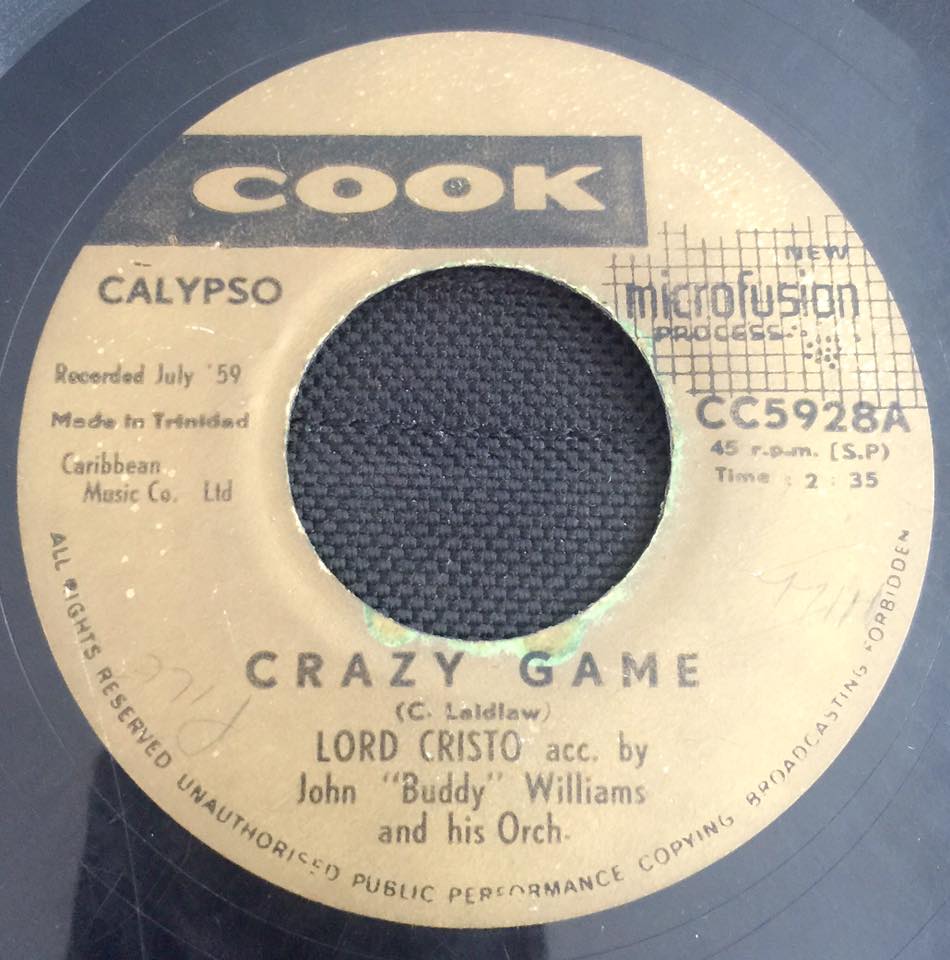 COOK
CALYPSO
NEW
microfusion
PROCESS
Recorded July '59
Made in Trinidad
Caribbean
Music Co. Ltd
CC5928A
45 r.p.m. (S.P)
Time : 2 : 35
CRAZY GAME
(C. Laidlaw)
LORD CRISTO acc. by
John "Buddy" Williams
and his Orch.
ALL RIGHTS RESERVED UNAUTHORISED PUBLIC PERFORMANCE COPYING BROADCASTING FORBIDDEN